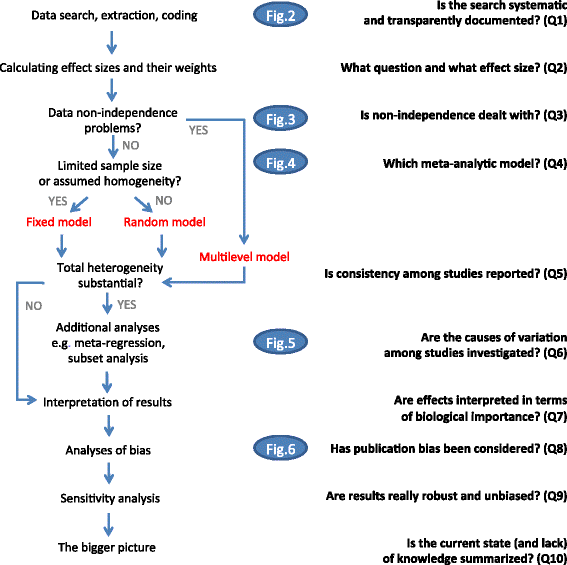 Data search, extraction, coding
Fig.2
Is the search systematic
and transparently documented? (Q1)
Calculating effect sizes and their weights
What question and what effect size? (Q2)
Data non-independence
problems?
YES
Fig.3
Is non-independence dealt with? (Q3)
NO
Limited sample size
or assumed homogeneity?
Fig.4
Which meta-analytic model? (Q4)
YES
NO
Fixed model
Random model
Multilevel model
Total heterogeneity
substantial?
Is consistency among studies reported? (Q5)
NO
YES
Additional analyses
e.g. meta-regression,
subset analysis
Fig.5
Are the causes of variation
among studies investigated? (Q6)
Interpretation of results
Are effects interpreted in terms
of biological importance? (Q7)
Analyses of bias
Fig.6
Has publication bias been considered? (Q8)
Sensitivity analysis
Are results really robust and unbiased? (Q9)
The bigger picture
Is the current state (and lack)
of knowledge summarized? (Q10)